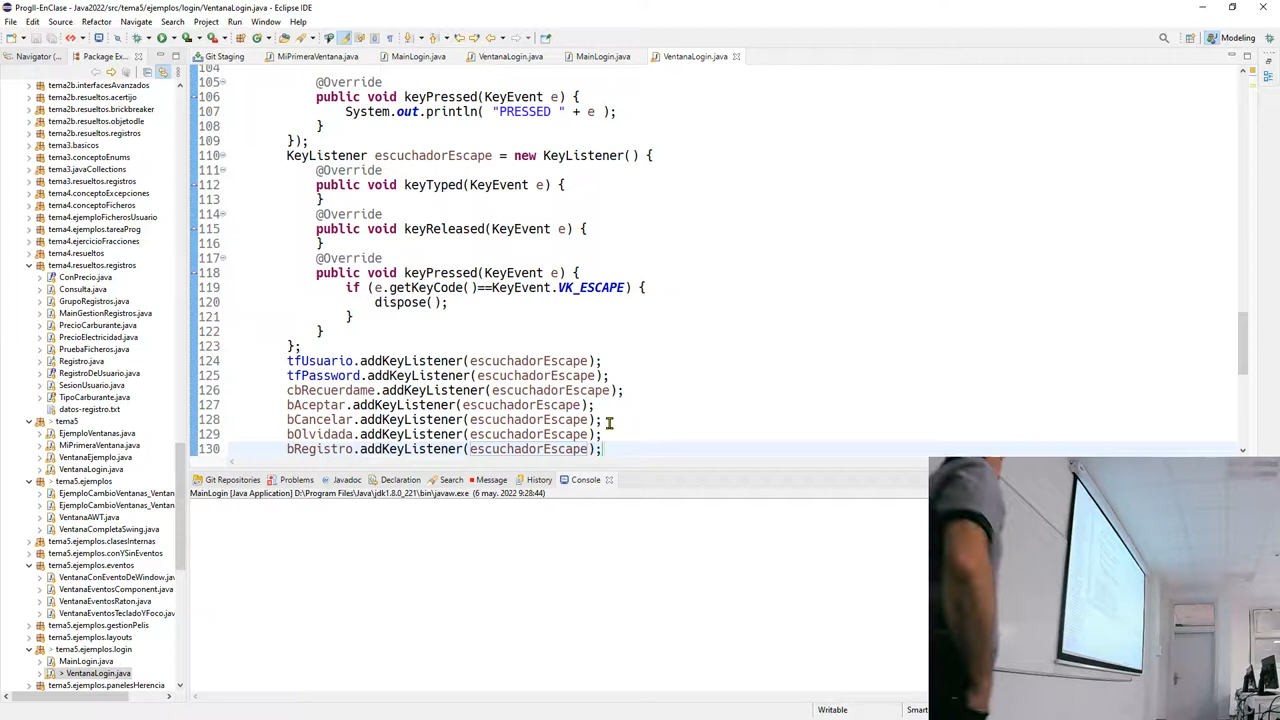 ProgII-EnClase - Java2022/src/tema5/ejemplos/login/VentanaLogin.java - Eclipse IDE
File Edit Source Refactor Navigate Search Project Run Window Help
Modeling
Navigator (...
Package Ex...
Git Staging
MiPrimeraVentana.java
MainLogin.java
VentanaLogin.java
MainLogin.java
VentanaLogin.java
tema2b.interfacesAvanzados
tema2b.resueltos.acertijo
tema2b.resueltos.brickbreaker
tema2b.resueltos.objetodle
tema2b.resueltos.registros
tema3.basicos
tema3.conceptoEnums
tema3.javaCollections
tema3.resueltos.registros
tema4.conceptoExcepciones
tema4.conceptoFicheros
tema4.ejemploFicherosUsuario
tema4.ejemplos.tareaProg
tema4.ejercicioFracciones
tema4.resueltos
tema4.resueltos.registros
ConPrecio.java
Consulta.java
GrupoRegistros.java
MainGestionRegistros.java
PrecioCarburante.java
PrecioElectricidad.java
PruebaFicheros.java
Registro.java
RegistroDeUsuario.java
SesionUsuario.java
TipoCarburante.java
datos-registro.txt
> tema5
EjemploVentanas.java
MiPrimeraVentana.java
VentanaEjemplo.java
VentanaLogin.java
> tema5.ejemplos
EjemploCambioVentanas_Ventan
EjemploCambioVentanas_Ventan
VentanaAWT.java
VentanaCompletaSwing.java
tema5.ejemplos.clasesInternas
tema5.ejemplos.conYSinEventos
tema5.ejemplos.eventos
VentanaConEventoDeWindow.jav
VentanaEventosComponent.java
VentanaEventosRaton.java
VentanaEventosTecladoYFoco.java
tema5.ejemplos.gestionPelis
tema5.ejemplos.layouts
> tema5.ejemplos.login
MainLogin.java
> VentanaLogin.java
tema5.ejemplos.panelesHerencia
104
105 @Override
106 public void keyPressed(KeyEvent e) {
107 System.out.println( "PRESSED " + e );
108 }
109 });
110 KeyListener escuchadorEscape = new KeyListener() {
111 @Override
112 public void keyTyped(KeyEvent e) {
113 }
114 @Override
115 public void keyReleased(KeyEvent e) {
116 }
117 @Override
118 public void keyPressed(KeyEvent e) {
119 if (e.getKeyCode()==KeyEvent.VK_ESCAPE) {
120 dispose();
121 }
122 }
123 };
124 tfUsuario.addKeyListener(escuchadorEscape);
125 tfPassword.addKeyListener(escuchadorEscape);
126 cbRecuerdame.addKeyListener(escuchadorEscape);
127 bAceptar.addKeyListener(escuchadorEscape);
128 bCancelar.addKeyListener(escuchadorEscape);
129 bOlvidada.addKeyListener(escuchadorEscape);
130 bRegistro.addKeyListener(escuchadorEscape);
Git Repositories Problems Javadoc Declaration Search Message History Console
MainLogin [Java Application] D:\Program Files\Java\jdk1.8.0_221\bin\javaw.exe (6 may. 2022 9:28:44)
Writable
Smart